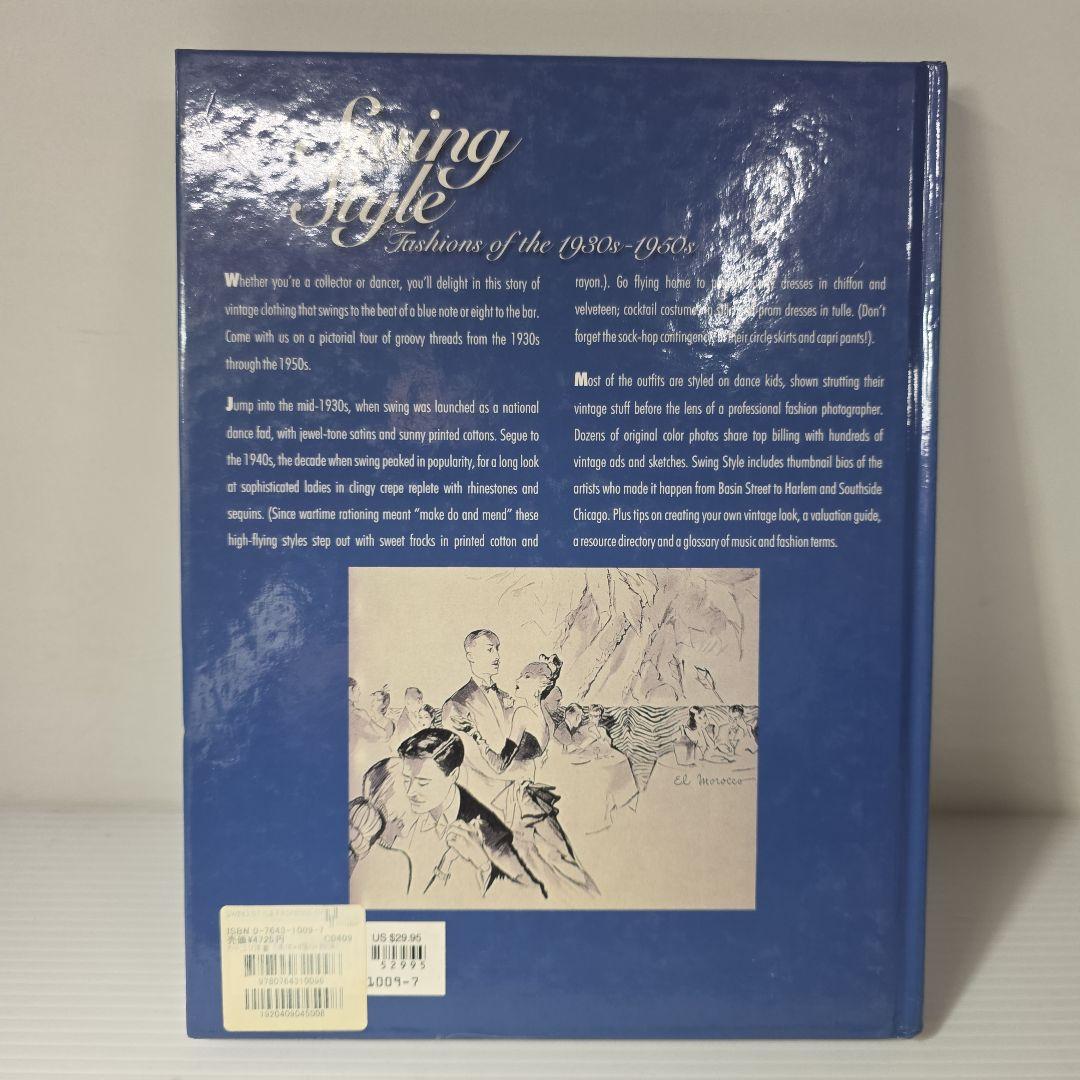 Swing
Style
Fashions of the 1930s-1950s
Whether you're a collector or dancer, you'll delight in this story of
vintage clothing that swings to the beat of a blue note or eight to the bar.
Come with us on a pictorial tour of groovy threads from the 1930s
through the 1950s.
Jump into the mid-1930s, when swing was launched as a national
dance fad, with jewel-tone satins and sunny printed cottons. Segue to
the 1940s, the decade when swing peaked in popularity, for a long look
at sophisticated ladies in clingy crepe replete with rhinestones and
sequins. (Since wartime rationing meant "make do and mend" these
high-flying styles step out with sweet frocks in printed cotton and
rayon.). Go flying home to dresses in chiffon and
velveteen; cocktail costumes prom dresses in tulle. (Don't
forget the sock-hop contingency in their circle skirts and capri pants!).
Most of the outfits are styled on dance kids, shown strutting their
vintage stuff before the lens of a professional fashion photographer.
Dozens of original color photos share top billing with hundreds of
vintage ads and sketches. Swing Style includes thumbnail bios of the
artists who made it happen from Basin Street to Harlem and Southside
Chicago. Plus tips on creating your own vintage look, a valuation guide,
a resource directory and a glossary of music and fashion terms.
El Morocco
ISBN 0-7643-1009-7
売価¥4725円 C0409
9780764310096
1920409045008
US $29.95
52995
1009-7